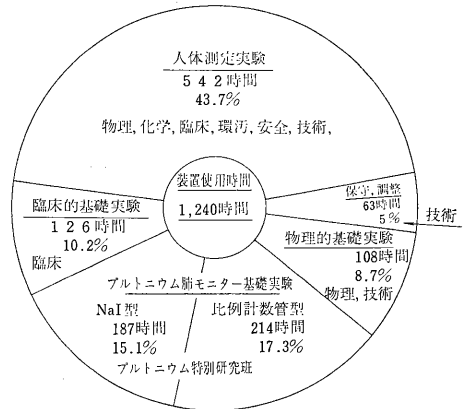 人体測定実験
542時間
43.7%
物理,化学,臨床,環汚,安全,技術,
装置使用時間
1,240時間
保守,調整
63時間
5%
技術
臨床的基礎実験
126時間
10.2%
臨床
物理的基礎実験
108時間
8.7%
物理,技術
プルトニウム肺モニター基礎実験
NaI型
187時間
15.1%
比例計数管型
214時間
17.3%
プルトニウム特別研究班